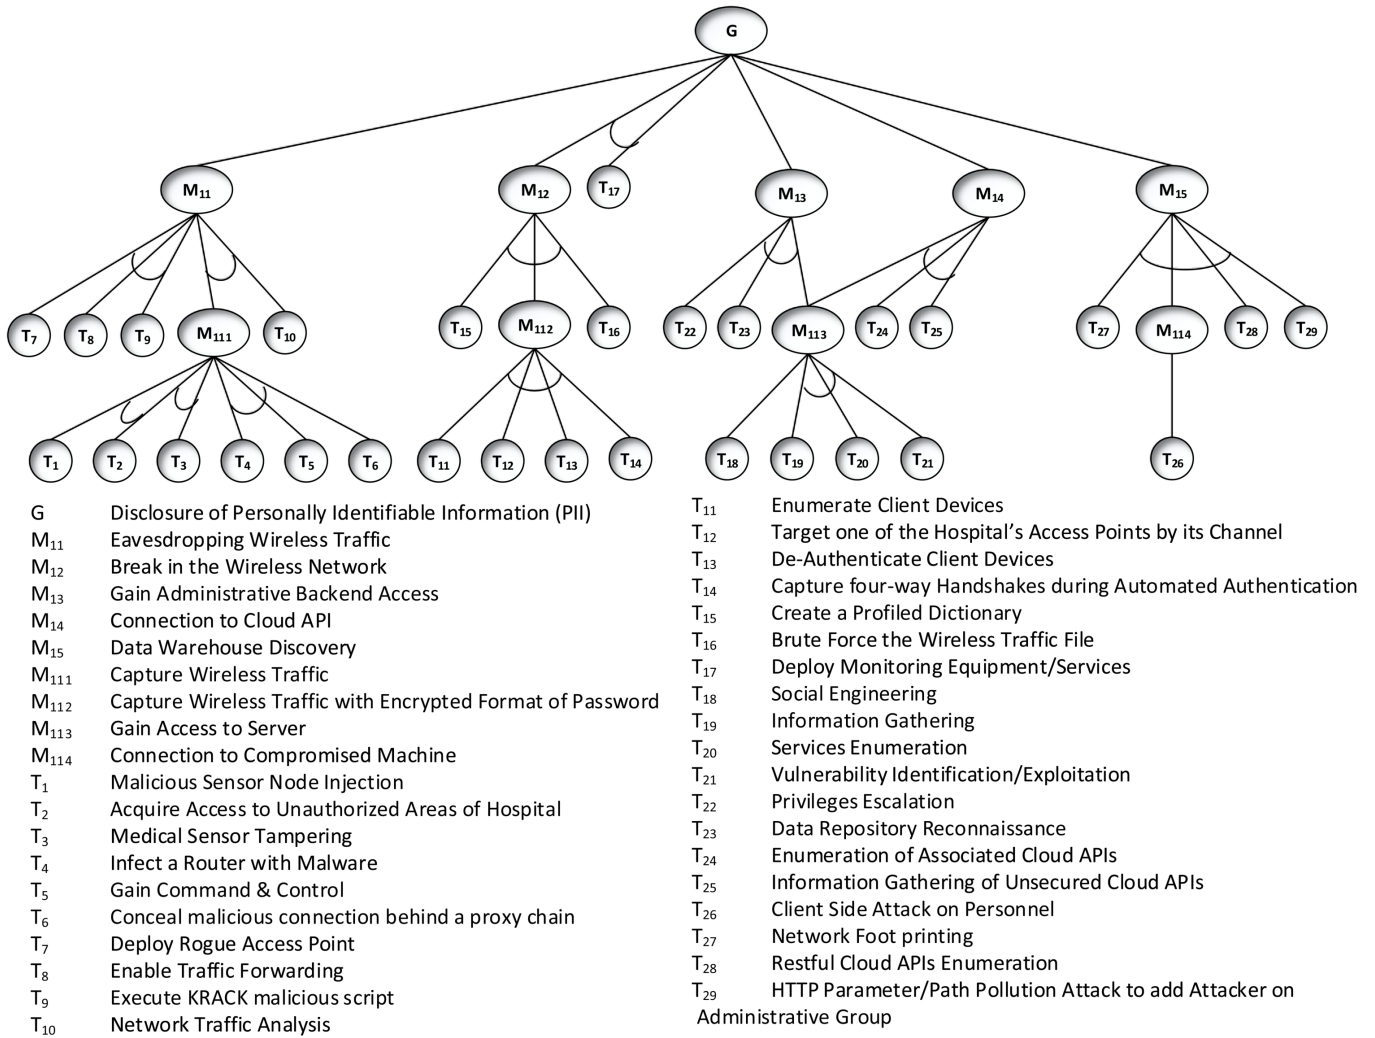 G
M₁₁
M₁₂
T₁₇
M₁₃
M₁₄
M₁₅
T₇
T₈
T₉
M₁₁₁
T₁₀
T₁₅
M₁₁₂
T₁₆
T₂₂
T₂₃
M₁₁₃
T₂₄
T₂₅
T₂₇
M₁₁₄
T₂₈
T₂₉
T₁
T₂
T₃
T₄
T₅
T₆
T₁₁
T₁₂
T₁₃
T₁₄
T₁₈
T₁₉
T₂₀
T₂₁
T₂₆
G Disclosure of Personally Identifiable Information (PII)
M₁₁ Eavesdropping Wireless Traffic
M₁₂ Break in the Wireless Network
M₁₃ Gain Administrative Backend Access
M₁₄ Connection to Cloud API
M₁₅ Data Warehouse Discovery
M₁₁₁ Capture Wireless Traffic
M₁₁₂ Capture Wireless Traffic with Encrypted Format of Password
M₁₁₃ Gain Access to Server
M₁₁₄ Connection to Compromised Machine
T₁ Malicious Sensor Node Injection
T₂ Acquire Access to Unauthorized Areas of Hospital
T₃ Medical Sensor Tampering
T₄ Infect a Router with Malware
T₅ Gain Command & Control
T₆ Conceal malicious connection behind a proxy chain
T₇ Deploy Rogue Access Point
T₈ Enable Traffic Forwarding
T₉ Execute KRACK malicious script
T₁₀ Network Traffic Analysis
T₁₁ Enumerate Client Devices
T₁₂ Target one of the Hospital’s Access Points by its Channel
T₁₃ De-Authenticate Client Devices
T₁₄ Capture four-way Handshakes during Automated Authentication
T₁₅ Create a Profiled Dictionary
T₁₆ Brute Force the Wireless Traffic File
T₁₇ Deploy Monitoring Equipment/Services
T₁₈ Social Engineering
T₁₉ Information Gathering
T₂₀ Services Enumeration
T₂₁ Vulnerability Identification/Exploitation
T₂₂ Privileges Escalation
T₂₃ Data Repository Reconnaissance
T₂₄ Enumeration of Associated Cloud APIs
T₂₅ Information Gathering of Unsecured Cloud APIs
T₂₆ Client Side Attack on Personnel
T₂₇ Network Foot printing
T₂₈ Restful Cloud APIs Enumeration
T₂₉ HTTP Parameter/Path Pollution Attack to add Attacker on
Administrative Group